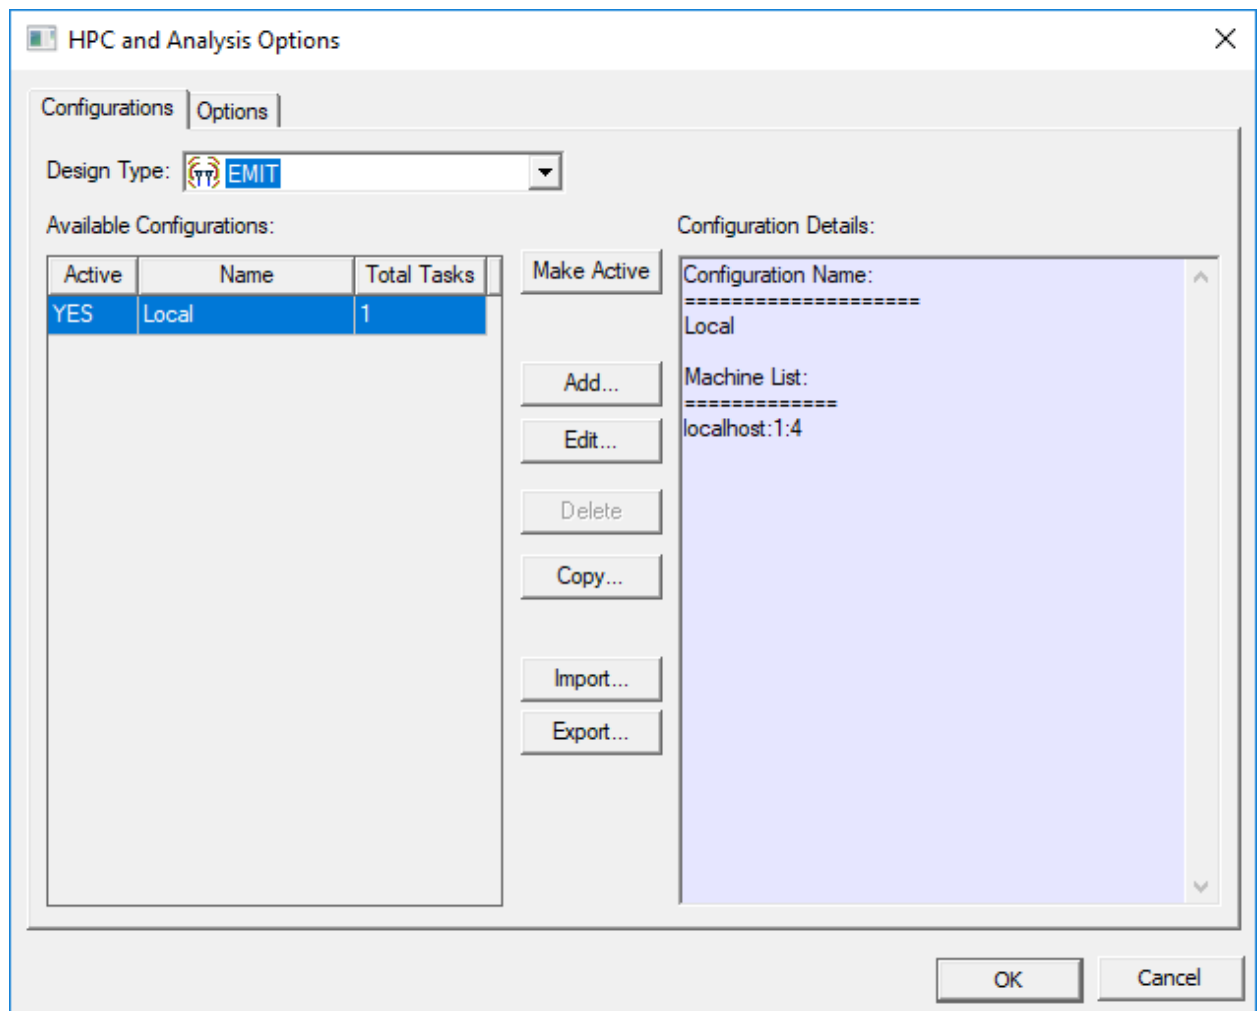 HPC and Analysis Options
Configurations
Options
Design Type:
EMIT
Available Configurations:
Active Name Total Tasks
YES Local 1
Make Active
Add...
Edit...
Delete
Copy...
Import...
Export...
Configuration Details:
Configuration Name:
====================
Local
Machine List:
=============
localhost:1:4
OK
Cancel